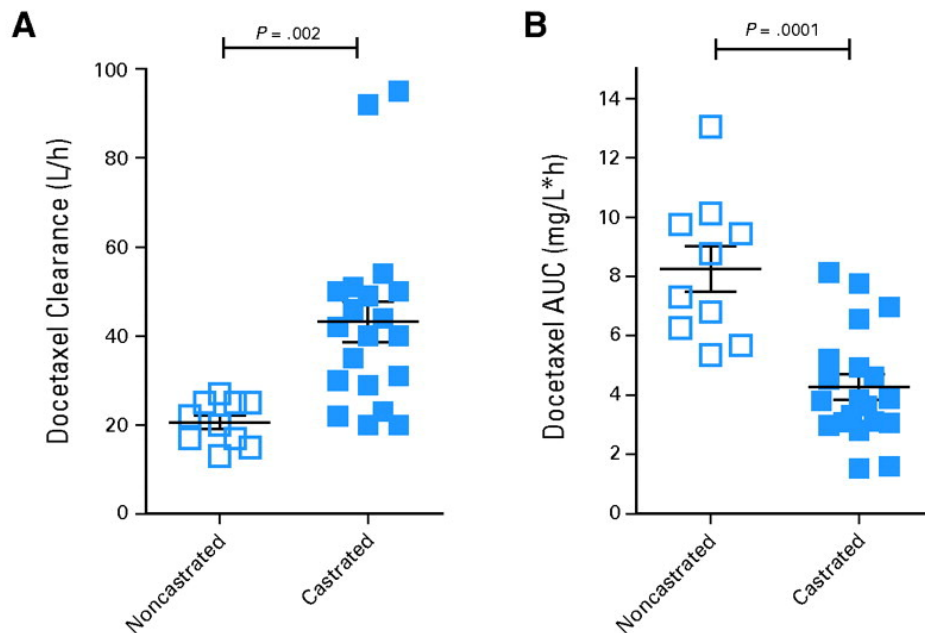 A
P = .002
Docetaxel Clearance (L/h)
100
80
60
40
20
0
Noncastrated
Castrated
B
P = .0001
Docetaxel AUC (mg/L*h)
14
12
10
8
6
4
2
0
Noncastrated
Castrated